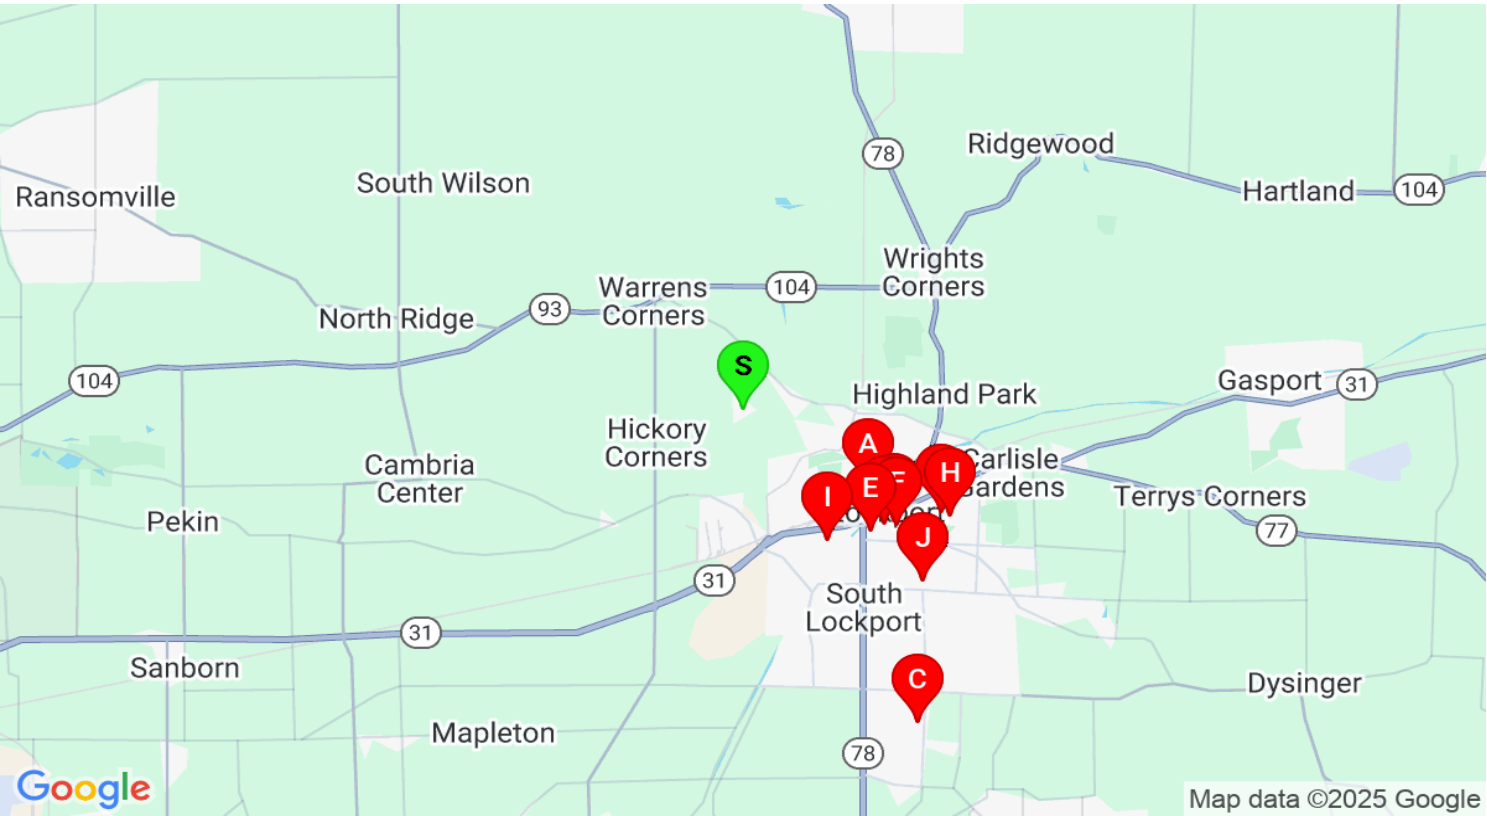 78
Ridgewood
South Wilson
Hartland
104
Ransomville
Wrights
Corners
Warrens
Corners
104
93
North Ridge
S
104
Gasport
31
Highland Park
A
Hickory
Corners
Carlisle
Gardens
Cambria
Center
H
E
F
I
Terrys Corners
Pekin
77
J
31
South
Lockport
31
Sanborn
C
Dysinger
Mapleton
78
Google
Map data ©2025 Google